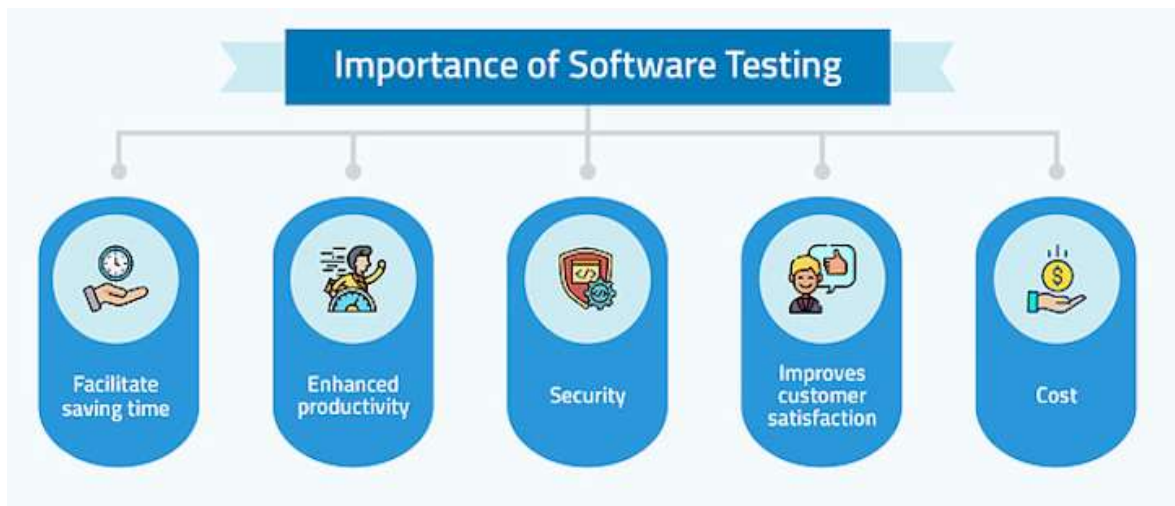 Importance of Software Testing
Facilitate
saving time
Enhanced
productivity
Security
Improves
customer
satisfaction
Cost